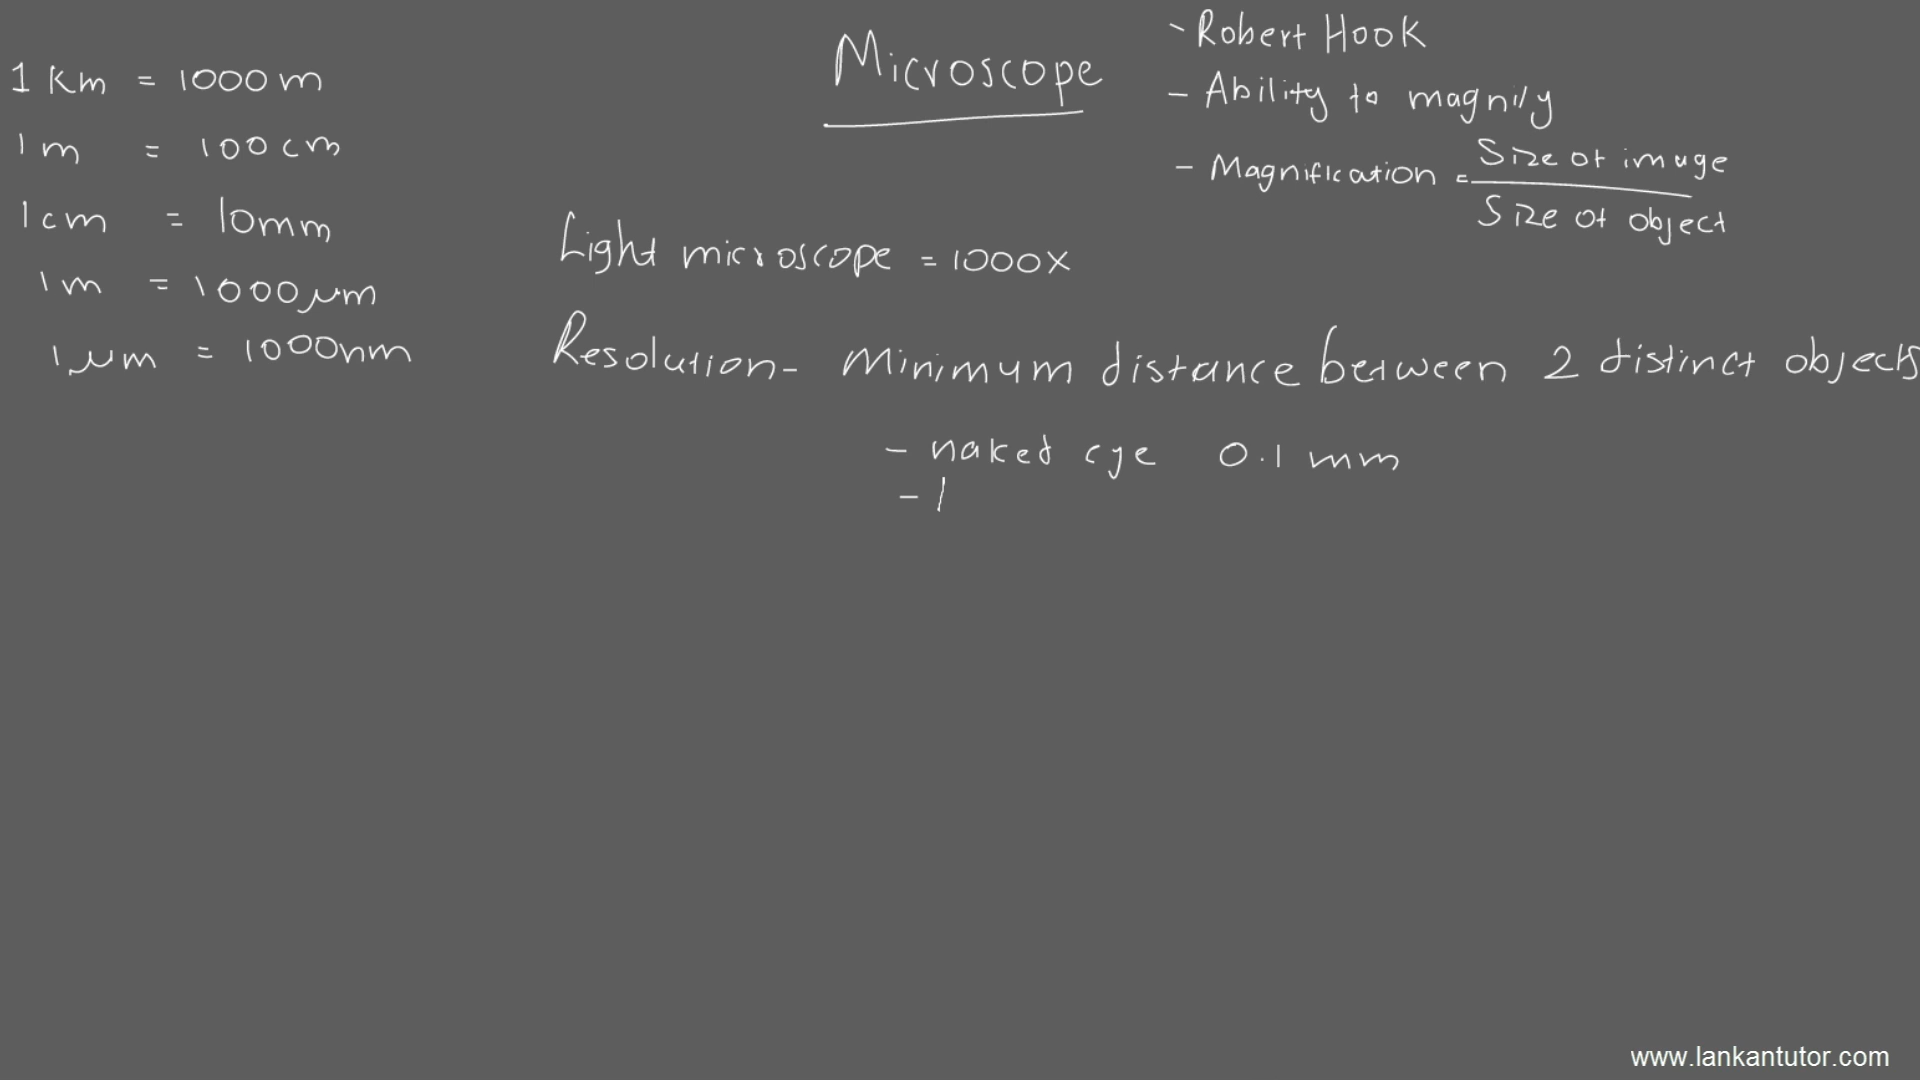 Microscope
- Robert Hook
- Ability to magnify
- Magnification = Size of image
Size of object
1 Km = 1000 m
1 m = 100 cm
1 cm = 10mm
1 m = 1000 μm
1 μm = 1000nm
Light microscope = 1000X
Resolution - Minimum distance between 2 distinct objects
- naked eye 0.1 mm
- l
www.lankantutor.com